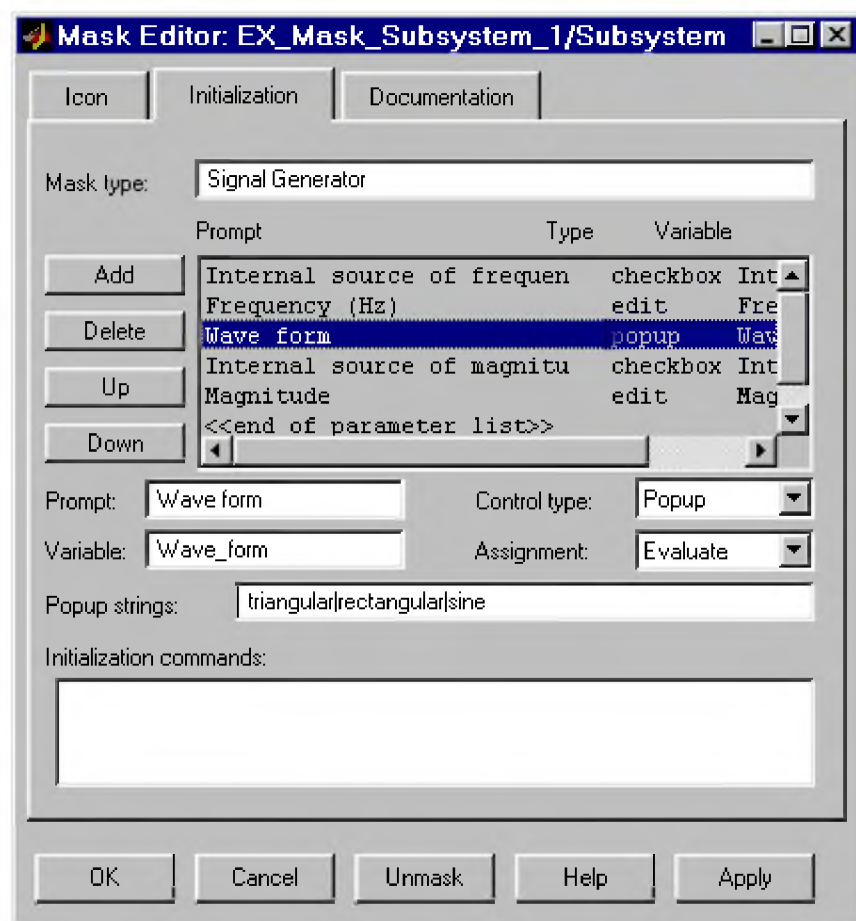 Mask Editor: EX_Mask_Subsystem_1/Subsystem
Icon Initialization Documentation
Mask type: Signal Generator
Prompt Type Variable
Add
Delete
Up
Down
Internal source of frequen checkbox Int
Frequency (Hz) edit Fre
Wave form popup Wav
Internal source of magnitu checkbox Int
Magnitude edit Mag
<<end of parameter list>>
Prompt: Wave form Control type: Popup
Variable: Wave_form Assignment: Evaluate
Popup strings: triangular|rectangular|sine
Initialization commands:
OK Cancel Unmask Help Apply